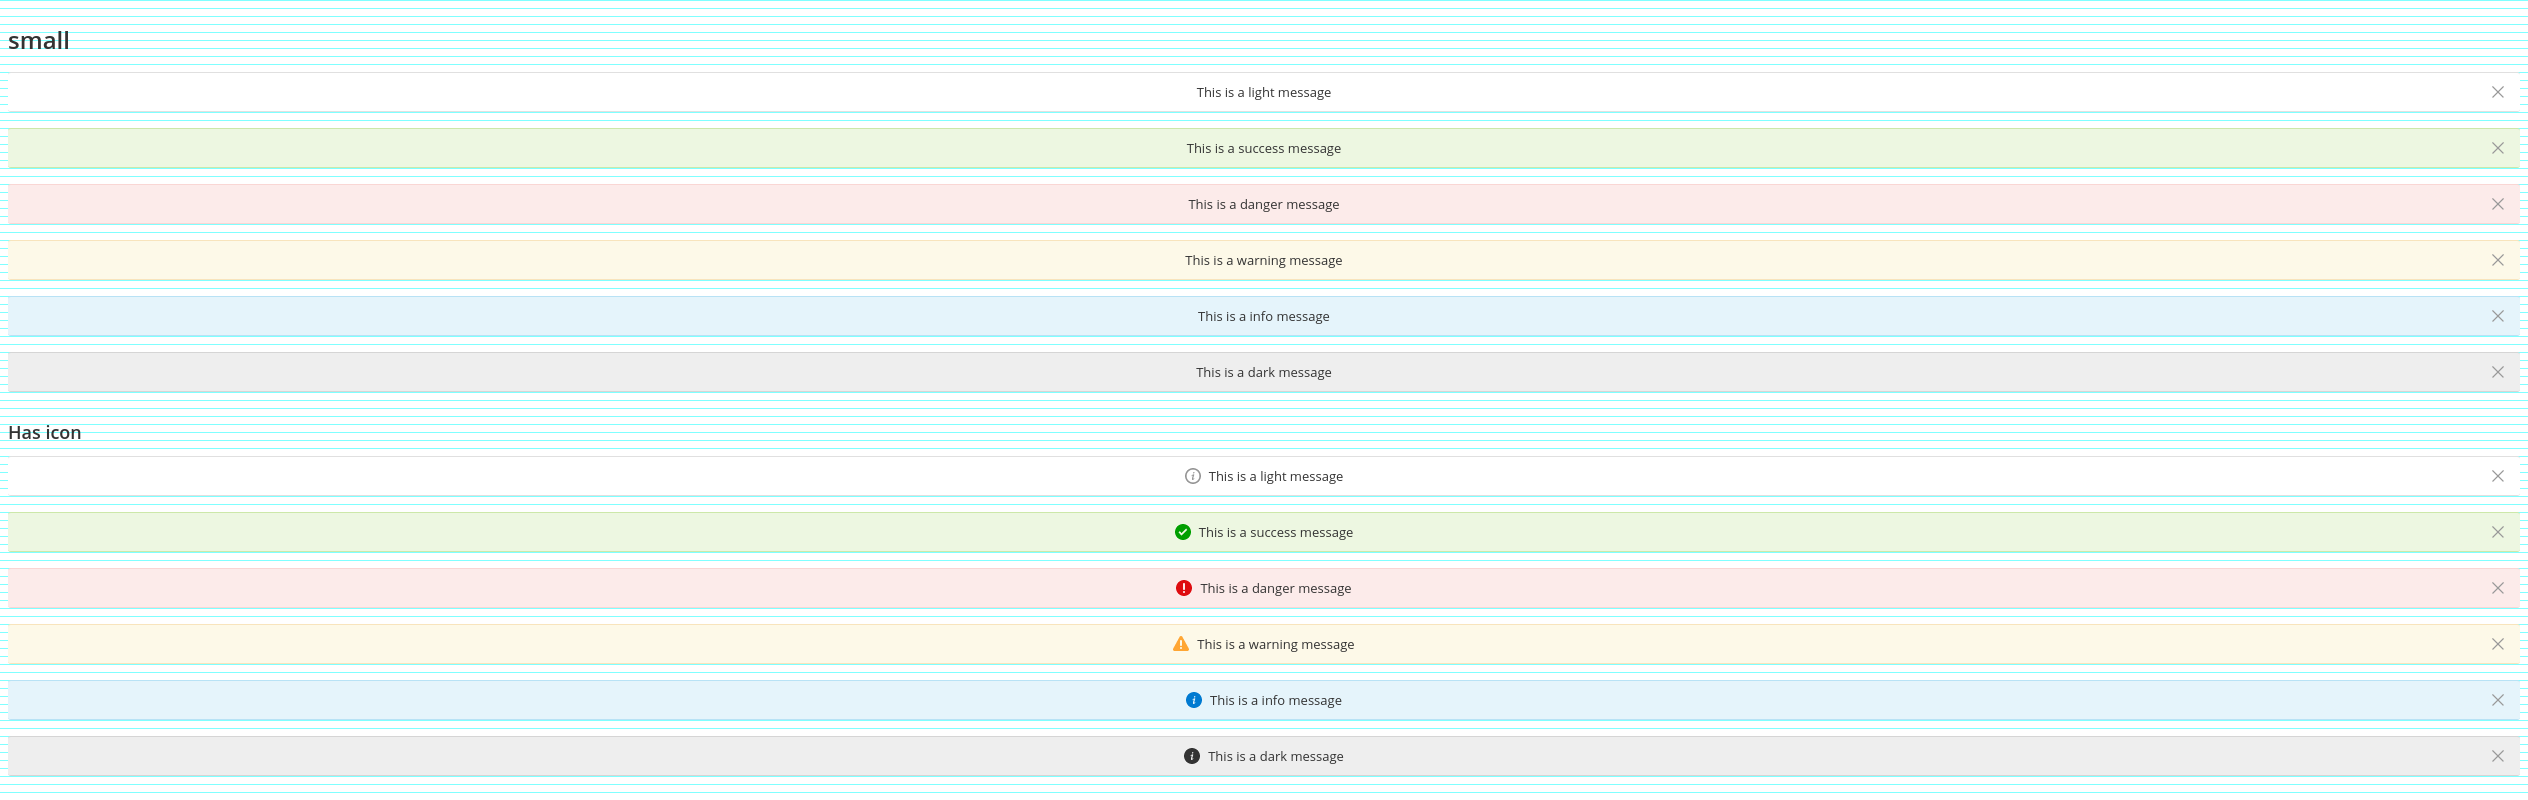 small
This is a light message
This is a success message
This is a danger message
This is a warning message
This is a info message
This is a dark message
Has icon
This is a light message
This is a success message
This is a danger message
This is a warning message
This is a info message
This is a dark message